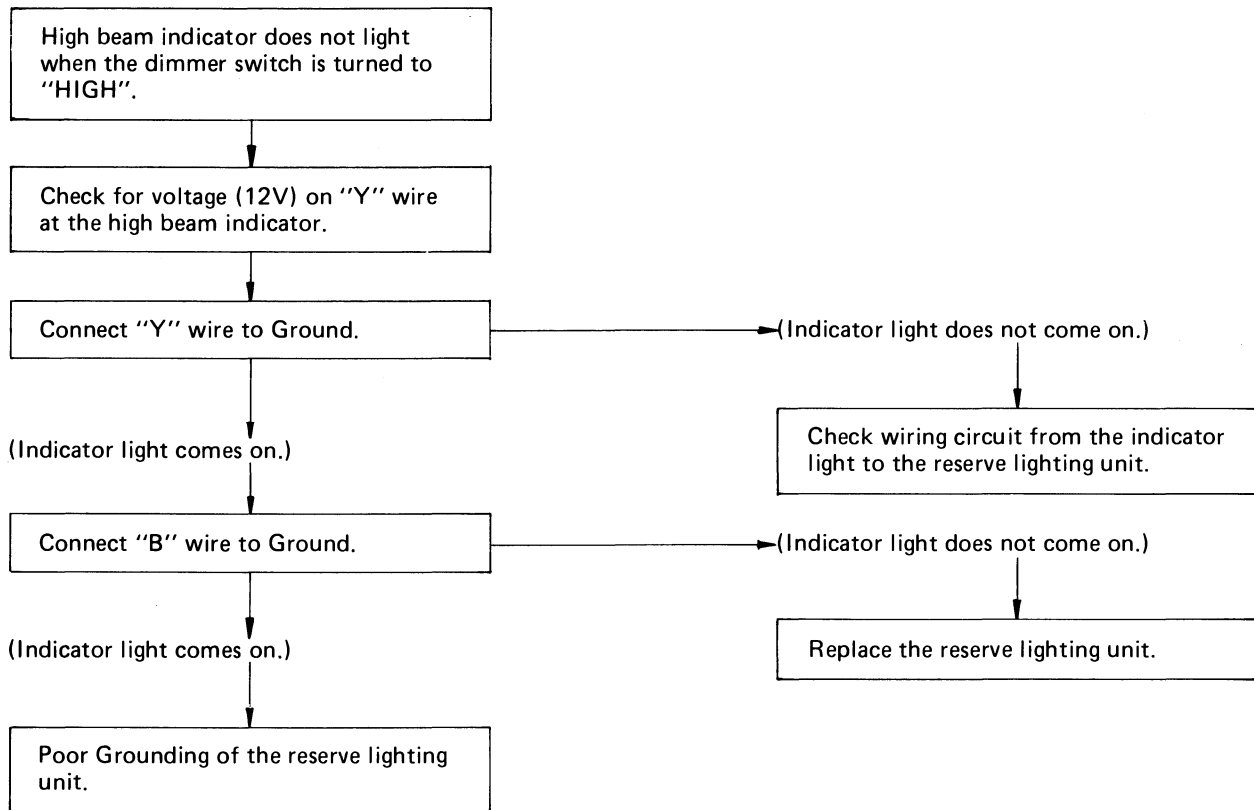 High beam indicator does not light
when the dimmer switch is turned to
"HIGH".
Check for voltage (12V) on "Y" wire
at the high beam indicator.
Connect "Y" wire to Ground.
(Indicator light does not come on.)
(Indicator light comes on.)
Check wiring circuit from the indicator
light to the reserve lighting unit.
Connect "B" wire to Ground.
(Indicator light does not come on.)
(Indicator light comes on.)
Replace the reserve lighting unit.
Poor Grounding of the reserve lighting
unit.